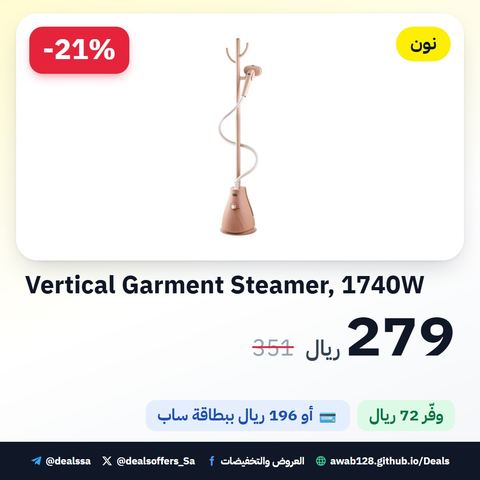 -21%
نون
Vertical Garment Steamer, 1740W
279 ريال 351
وفّر 72 ريال
أو 196 ريال ببطاقة ساب
@dealssa
@dealsoffers_Sa
العروض والتخفيضات
awab128.github.io/Deals